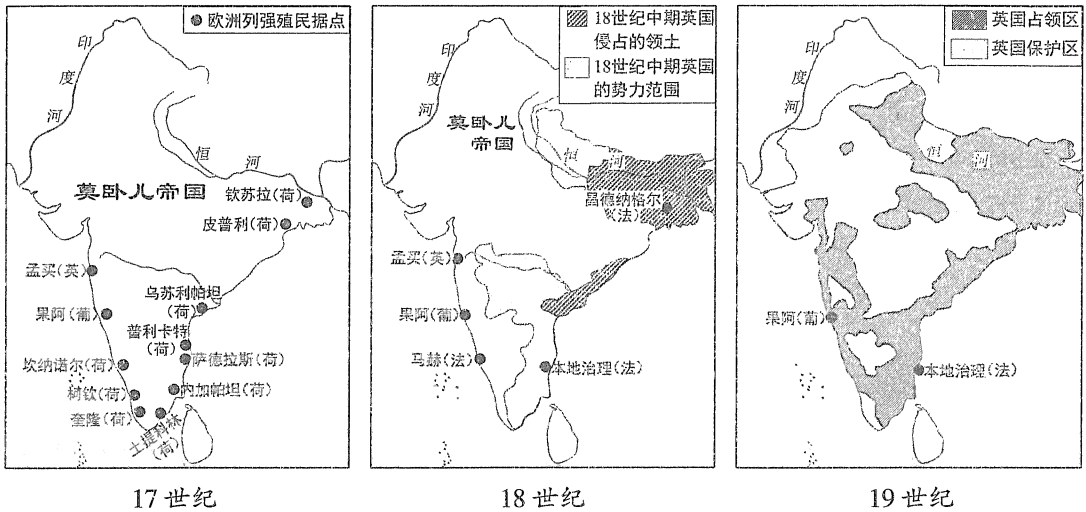 欧洲列强殖民据点
印
度
河
恒
河
莫卧儿帝国
钦苏拉(荷)
皮普利(荷)
孟买(英)
乌苏利帕坦
(荷)
果阿(葡)
普利卡特
(荷)
萨德拉斯(荷)
坎纳诺尔(荷)
内加帕坦(荷)
柯钦(荷)
奎隆(荷)
土提科林
(荷)
17世纪
18世纪中期英国
侵占的领土
18世纪中期英国
的势力范围
印
度
河
莫卧儿
帝国
恒
河
昌德纳格尔
(法)
孟买(英)
果阿(葡)
马赫(法)
本地治理(法)
18世纪
英国占领区
英国保护区
印
度
河
恒
河
果阿(葡)
本地治理(法)
19世纪